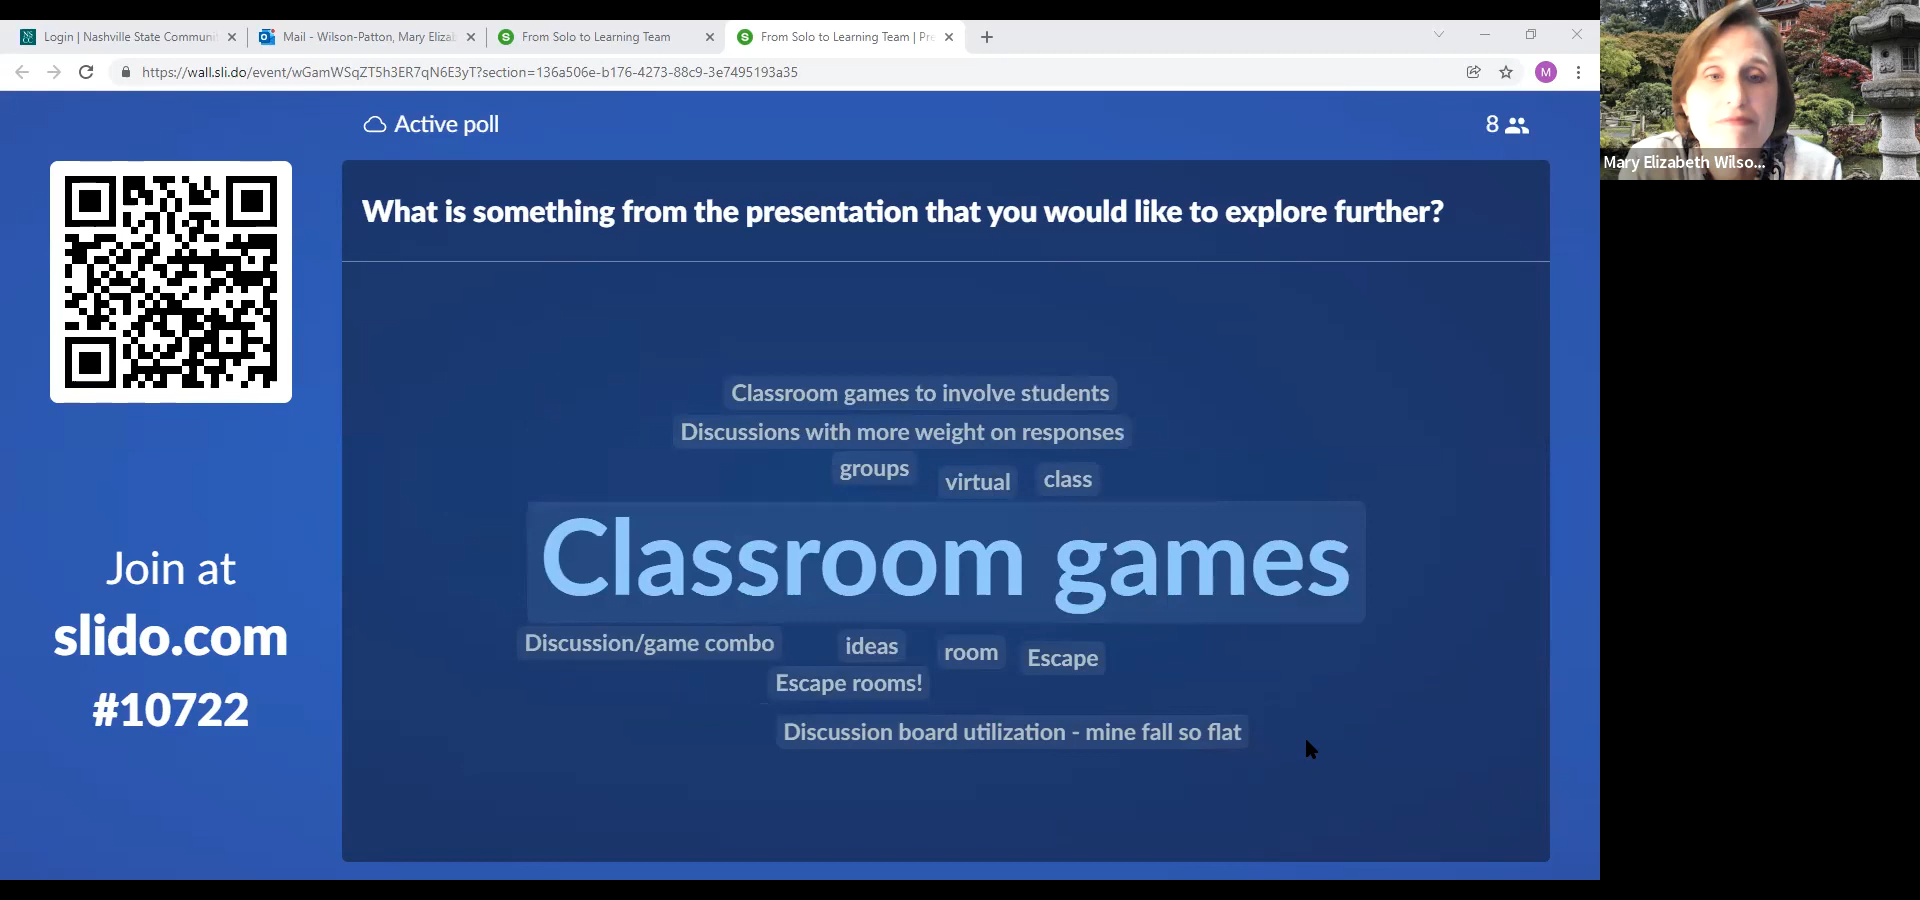 Login | Nashville State Communi
Mail - Wilson-Patton, Mary Elizab
From Solo to Learning Team
From Solo to Learning Team | Pre
https://wall.sli.do/event/wGamWSqZT5h3ER7qN6E3yT?section=136a506e-b176-4273-88c9-3e7495193a35
M
Active poll
8
What is something from the presentation that you would like to explore further?
Classroom games to involve students
Discussions with more weight on responses
groups virtual class
Classroom games
Discussion/game combo ideas room Escape
Escape rooms!
Discussion board utilization - mine fall so flat
Join at
slido.com
#10722
Mary Elizabeth Wilso...